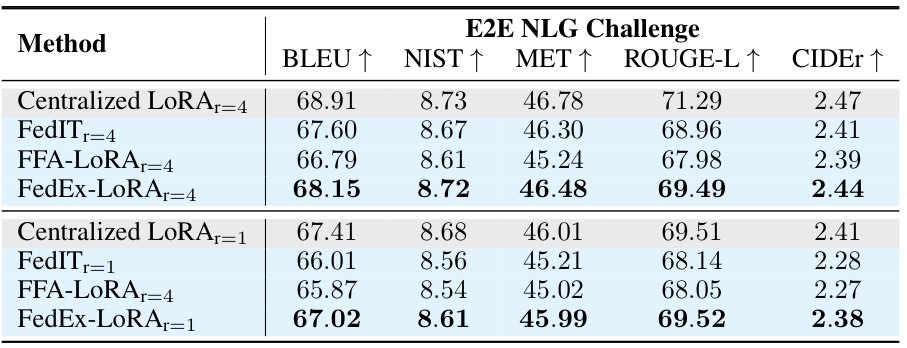 Method E2E NLG Challenge
BLEU ↑ NIST ↑ MET ↑ ROUGE-L ↑ CIDEr ↑
Centralized LoRA r=4 68.91 8.73 46.78 71.29 2.47
FedIT r=4 67.60 8.67 46.30 68.96 2.41
FFA-LoRA r=4 66.79 8.61 45.24 67.98 2.39
FedEx-LoRA r=4 68.15 8.72 46.48 69.49 2.44
Centralized LoRA r=1 67.41 8.68 46.01 69.51 2.41
FedIT r=1 66.01 8.56 45.21 68.14 2.28
FFA-LoRA r=4 65.87 8.54 45.02 68.05 2.27
FedEx-LoRA r=1 67.02 8.61 45.99 69.52 2.38